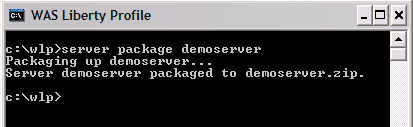 WAS Liberty Profile
c:\wlp>server package demoserver
Packaging up demoserver...
Server demoserver packaged to demoserver.zip.
c:\wlp>